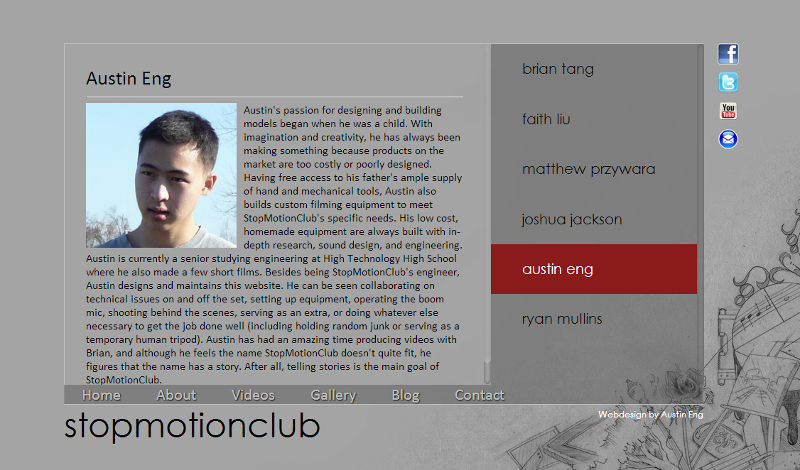 Austin Eng
Austin's passion for designing and building
models began when he was a child. With
imagination and creativity, he has always been
making something because products on the
market are too costly or poorly designed.
Having free access to his father's ample supply
of hand and mechanical tools, Austin also
builds custom filming equipment to meet
StopMotionClub's specific needs. His low cost,
homemade equipment are always built with in-
depth research, sound design, and engineering.
Austin is currently a senior studying engineering at High Technology High School
where he also made a few short films. Besides being StopMotionClub's engineer,
Austin designs and maintains this website. He can be seen collaborating on
technical issues on and off the set, setting up equipment, operating the boom
mic, shooting behind the scenes, serving as an extra, or doing whatever else
necessary to get the job done well (including holding random junk or serving as a
temporary human tripod). Austin has had an amazing time producing videos with
Brian, and although he feels the name StopMotionClub doesn't quite fit, he
figures that the name has a story. After all, telling stories is the main goal of
StopMotionClub.
brian tang
faith liu
matthew przywara
joshua jackson
austin eng
ryan mullins
f
t
You
Tube
Home About Videos Gallery Blog Contact
stopmotionclub
Webdesign by Austin Eng